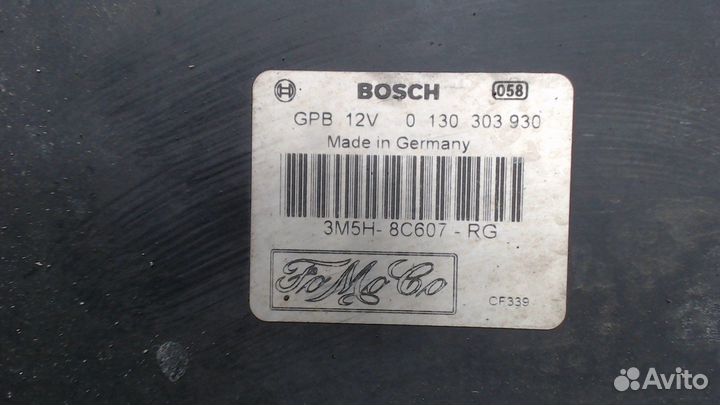 BOSCH 058
GPB 12V 0 130 303 930
Made in Germany
3M5H- 8C607 - RG
FoMoCo
CF339
Avito